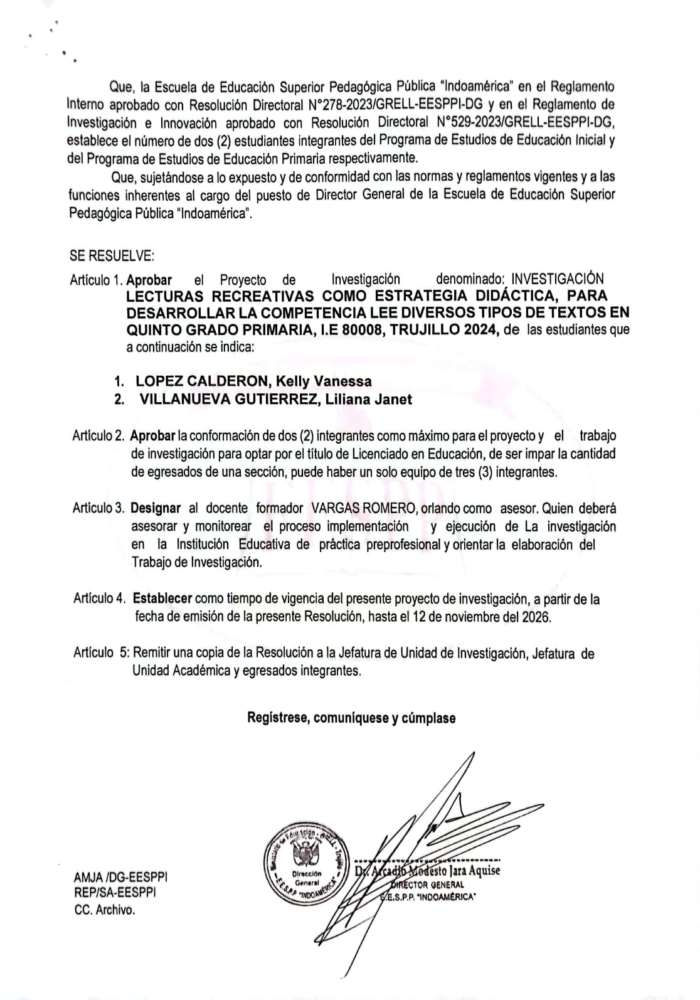 Que, la Escuela de Educación Superior Pedagógica Pública “Indoamérica” en el Reglamento
Interno aprobado con Resolución Directoral N°278-2023/GRELL-EESPPI-DG y en el Reglamento de
Investigación e Innovación aprobado con Resolución Directoral N°529-2023/GRELL-EESPPI-DG,
establece el número de dos (2) estudiantes integrantes del Programa de Estudios de Educación Inicial y
del Programa de Estudios de Educación Primaria respectivamente.
Que, sujetándose a lo expuesto y de conformidad con las normas y reglamentos vigentes y a las
funciones inherentes al cargo del puesto de Director General de la Escuela de Educación Superior
Pedagógica Pública “Indoamérica”.
SE RESUELVE:
Artículo 1. Aprobar el Proyecto de Investigación denominado: INVESTIGACIÓN
LECTURAS RECREATIVAS COMO ESTRATEGIA DIDÁCTICA, PARA
DESARROLLAR LA COMPETENCIA LEE DIVERSOS TIPOS DE TEXTOS EN
QUINTO GRADO PRIMARIA, I.E 80008, TRUJILLO 2024, de las estudiantes que
a continuación se indica:
1. LOPEZ CALDERON, Kelly Vanessa
2. VILLANUEVA GUTIERREZ, Liliana Janet
Artículo 2. Aprobar la conformación de dos (2) integrantes como máximo para el proyecto y el trabajo
de investigación para optar por el título de Licenciado en Educación, de ser impar la cantidad
de egresados de una sección, puede haber un solo equipo de tres (3) integrantes.
Artículo 3. Designar al docente formador VARGAS ROMERO, orlando como asesor. Quien deberá
asesorar y monitorear el proceso implementación y ejecución de La investigación
en la Institución Educativa de práctica preprofesional y orientar la elaboración del
Trabajo de Investigación.
Artículo 4. Establecer como tiempo de vigencia del presente proyecto de investigación, a partir de la
fecha de emisión de la presente Resolución, hasta el 12 de noviembre del 2026.
Artículo 5: Remitir una copia de la Resolución a la Jefatura de Unidad de Investigación, Jefatura de
Unidad Académica y egresados integrantes.
Regístrese, comuníquese y cúmplase
EESPP
Ministerio de Educación - GRELL - Trujillo
Dirección
General
E.E.S.P.P "INDOAMÉRICA"
Dr. Arcadio Modesto Jara Aquise
DIRECTOR GENERAL
E.E.S.P.P. "INDOAMÉRICA"
AMJA /DG-EESPPI
REP/SA-EESPPI
CC. Archivo.